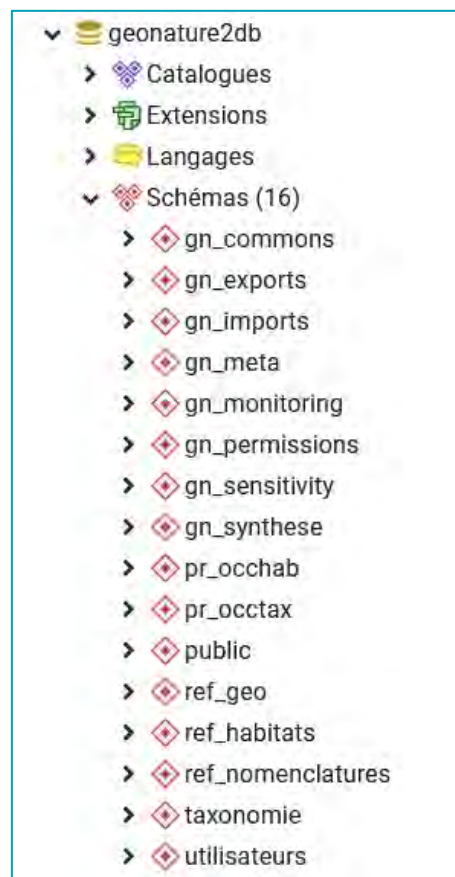 geonature2db
Catalogues
Extensions
Langages
Schémas (16)
gn_commons
gn_exports
gn_imports
gn_meta
gn_monitoring
gn_permissions
gn_sensitivity
gn_synthese
pr_occhab
pr_occtax
public
ref_geo
ref_habitats
ref_nomenclatures
taxonomie
utilisateurs